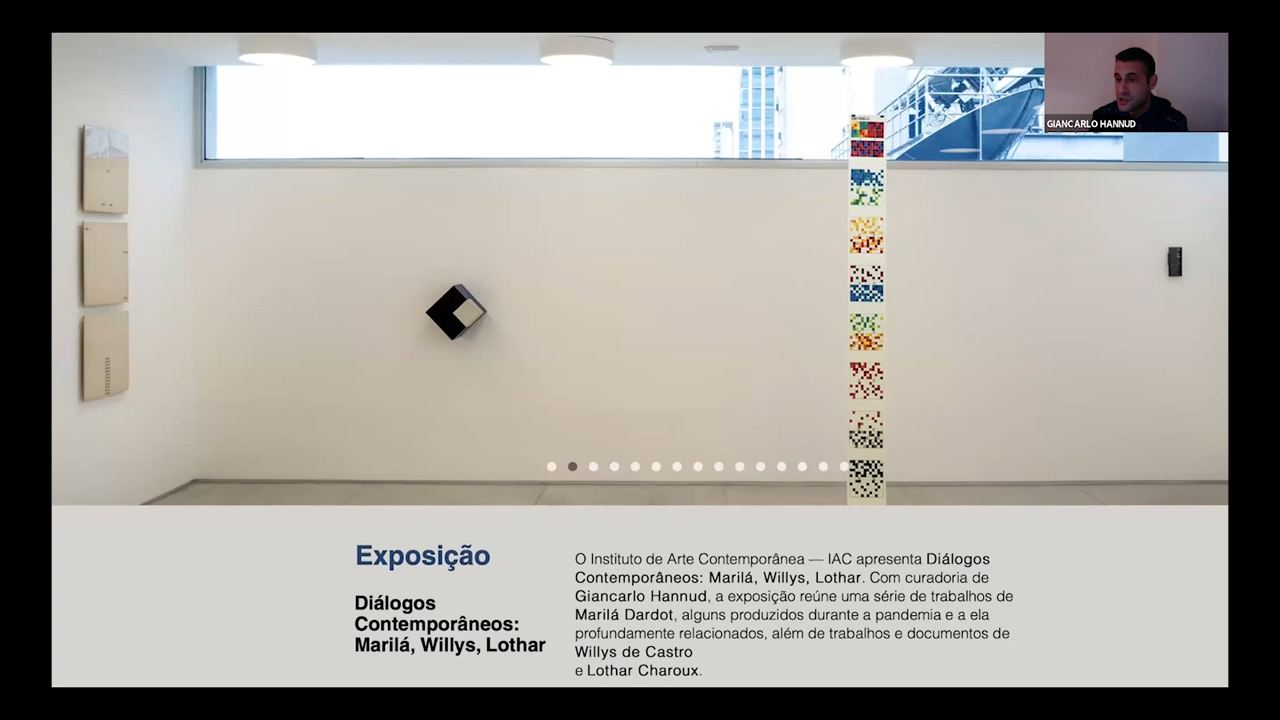 GIANCARLO HANNUD
Exposição
Diálogos
Contemporâneos:
Marilá, Willys, Lothar
O Instituto de Arte Contemporânea — IAC apresenta Diálogos
Contemporâneos: Marilá, Willys, Lothar. Com curadoria de
Giancarlo Hannud, a exposição reúne uma série de trabalhos de
Marilá Dardot, alguns produzidos durante a pandemia e a ela
profundamente relacionados, além de trabalhos e documentos de
Willys de Castro
e Lothar Charoux.